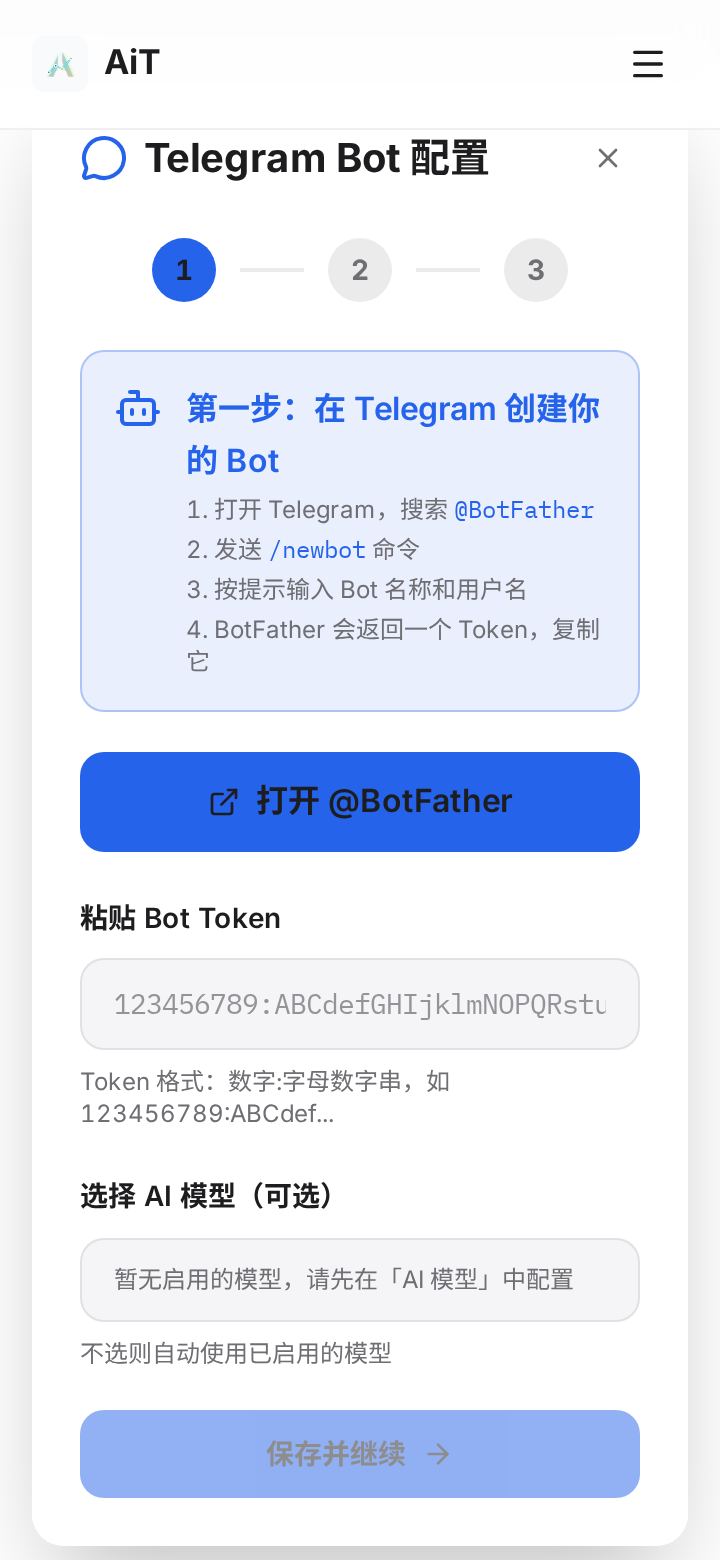 AiT
Telegram Bot 配置
1
2
3
第一步：在 Telegram 创建你
的 Bot
1. 打开 Telegram，搜索 @BotFather
2. 发送 /newbot 命令
3. 按提示输入 Bot 名称和用户名
4. BotFather 会返回一个 Token，复制
它
打开 @BotFather
粘贴 Bot Token
123456789:ABCdefGHIjklmNOPQRstu
Token 格式：数字:字母数字串，如
123456789:ABCdef...
选择 AI 模型（可选）
暂无启用的模型，请先在「AI 模型」中配置
不选则自动使用已启用的模型
保存并继续 →